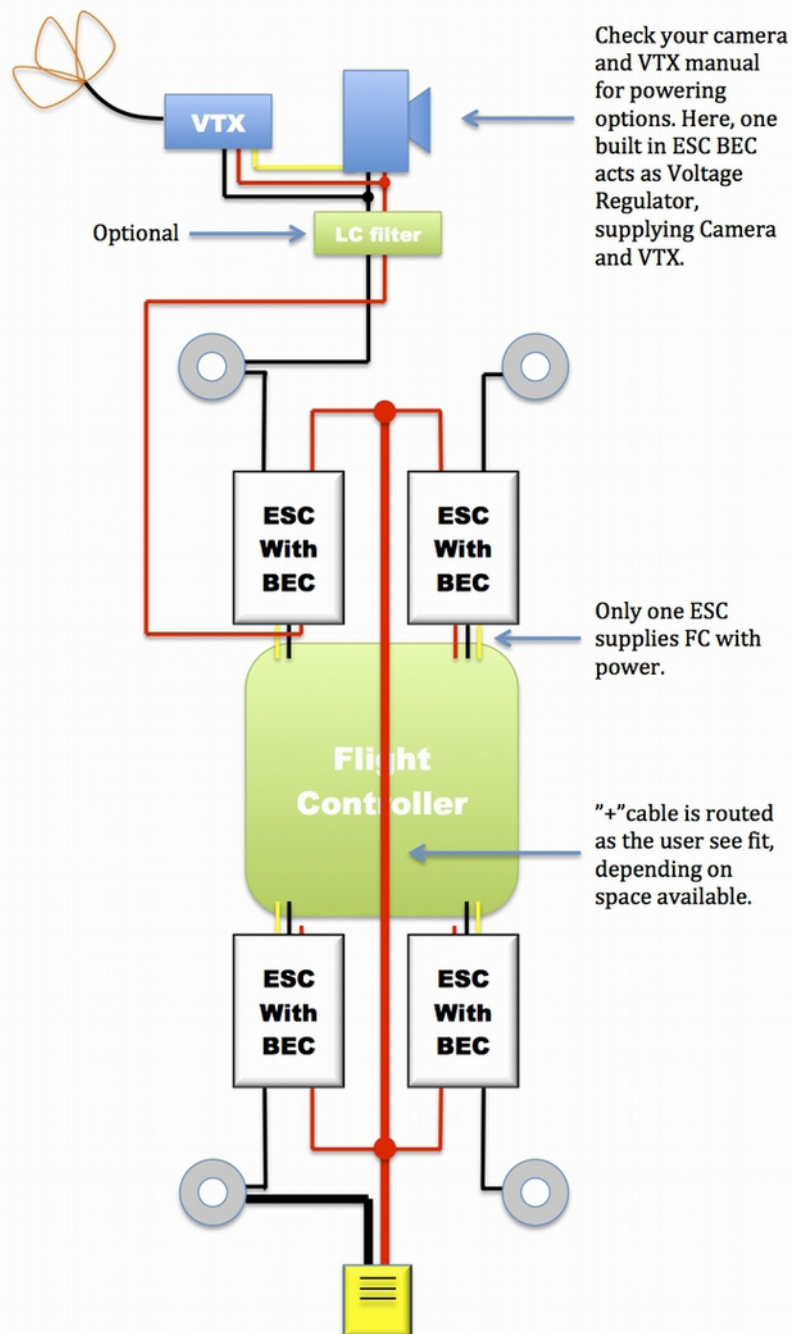 Check your camera
and VTX manual
for powering
options. Here, one
built in ESC BEC
acts as Voltage
Regulator,
supplying Camera
and VTX.
VTX
Optional
LC filter
ESC
With
BEC
ESC
With
BEC
Only one ESC
supplies FC with
power.
Flight
Controller
”+”cable is routed
as the user see fit,
depending on
space available.
ESC
With
BEC
ESC
With
BEC